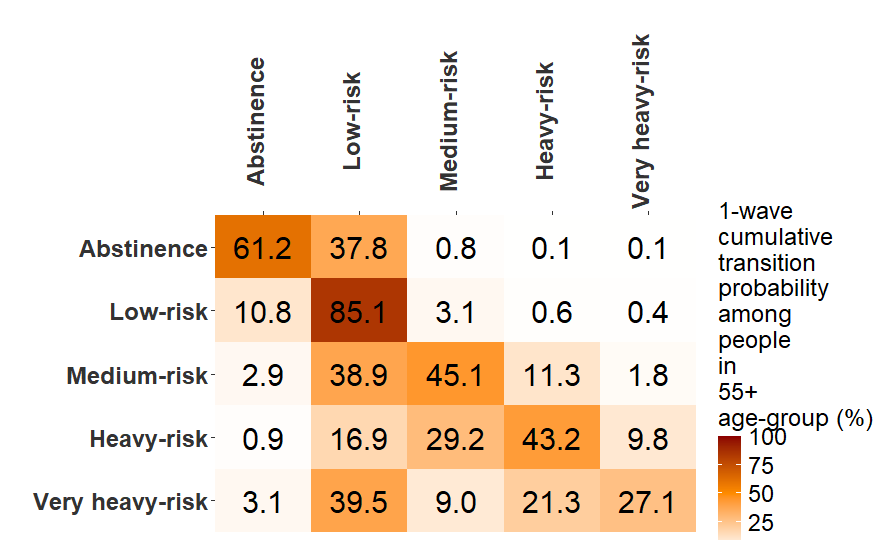 Abstinence Low-risk Medium-risk Heavy-risk Very heavy-risk
Abstinence 61.2 37.8 0.8 0.1 0.1
Low-risk 10.8 85.1 3.1 0.6 0.4
Medium-risk 2.9 38.9 45.1 11.3 1.8
Heavy-risk 0.9 16.9 29.2 43.2 9.8
Very heavy-risk 3.1 39.5 9.0 21.3 27.1
1-wave
cumulative
transition
probability
among
people
in
55+
age-group (%)
100
75
50
25